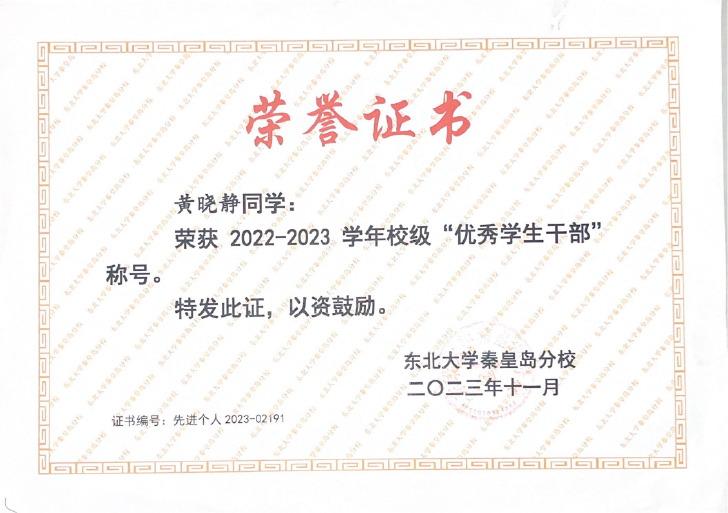 荣誉证书
黄晓静同学：
荣获 2022-2023 学年校级“优秀学生干部”
称号。
特发此证，以资鼓励。
东北大学秦皇岛分校
二〇二三年十一月
证书编号：先进个人 2023-02191